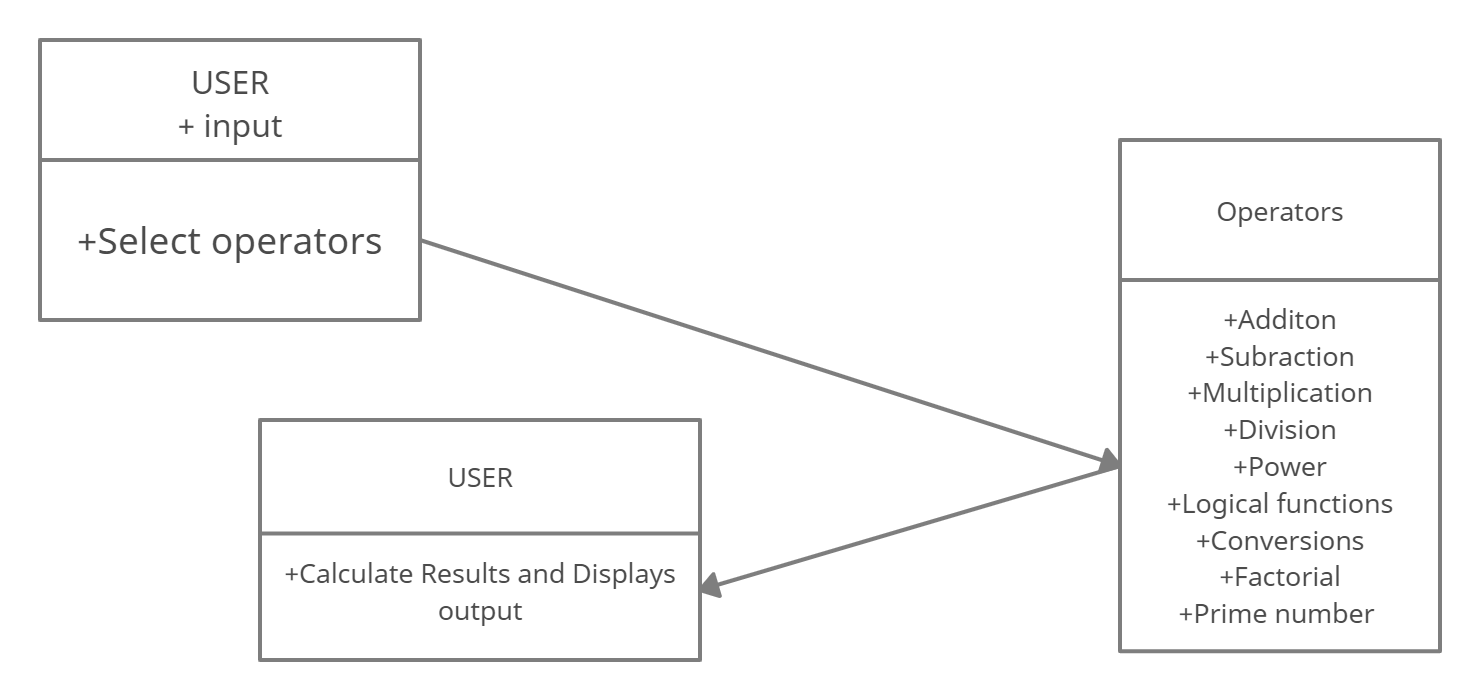 USER
+ input
+Select operators
Operators
+Additon
+Subraction
+Multiplication
+Division
+Power
+Logical functions
+Conversions
+Factorial
+Prime number
USER
+Calculate Results and Displays
output